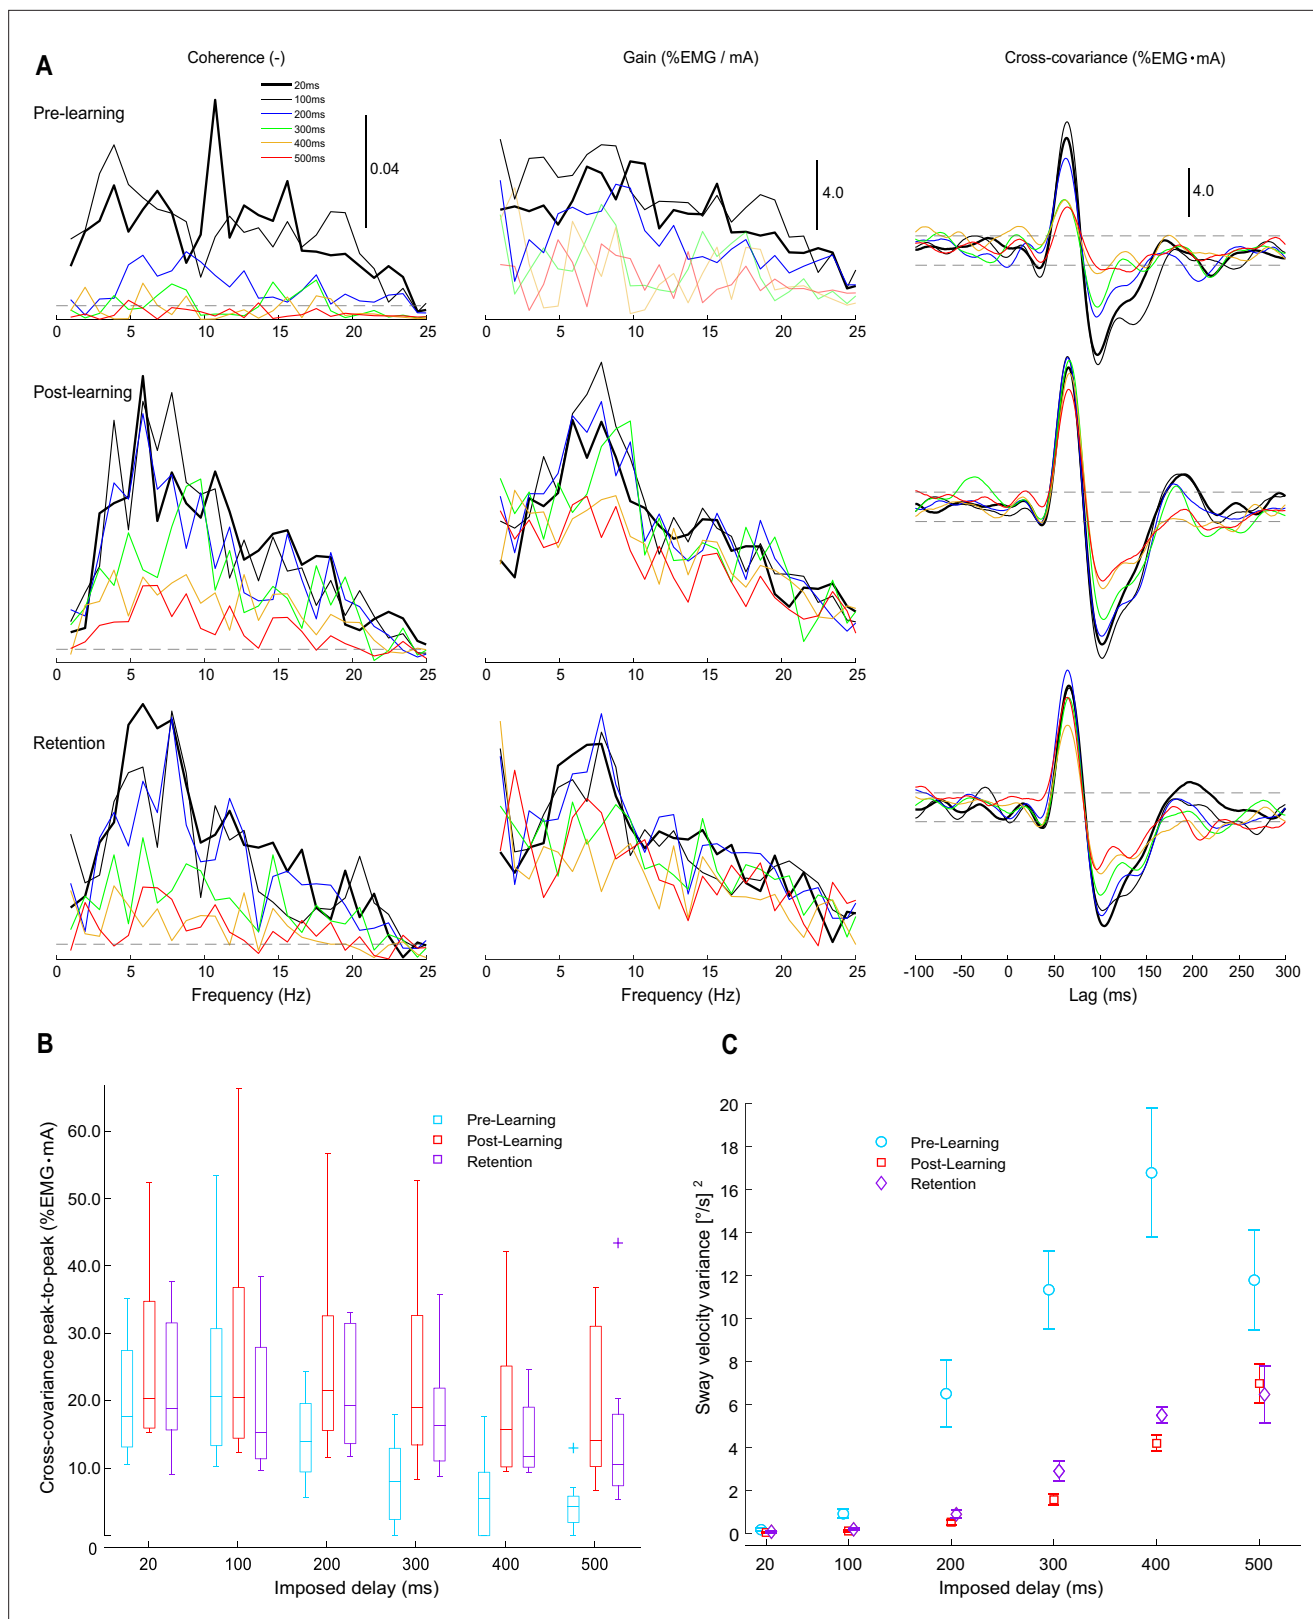 A
Coherence (-)
Gain (%EMG / mA)
Cross-covariance (%EMG•mA)
Pre-learning
20ms
100ms
200ms
300ms
400ms
500ms
0.04
4.0
4.0
0 5 10 15 20 25
0 5 10 15 20 25
Post-learning
0 5 10 15 20 25
0 5 10 15 20 25
Retention
0 5 10 15 20 25
0 5 10 15 20 25
-100 -50 0 50 100 150 200 250 300
Frequency (Hz)
Frequency (Hz)
Lag (ms)
B
Cross-covariance peak-to-peak (%EMG•mA)
60.0
50.0
40.0
30.0
20.0
10.0
0
Pre-Learning
Post-Learning
Retention
20 100 200 300 400 500
Imposed delay (ms)
C
Sway velocity variance [°/s] 2
20
18
16
14
12
10
8
6
4
2
0
Pre-Learning
Post-Learning
Retention
20 100 200 300 400 500
Imposed delay (ms)